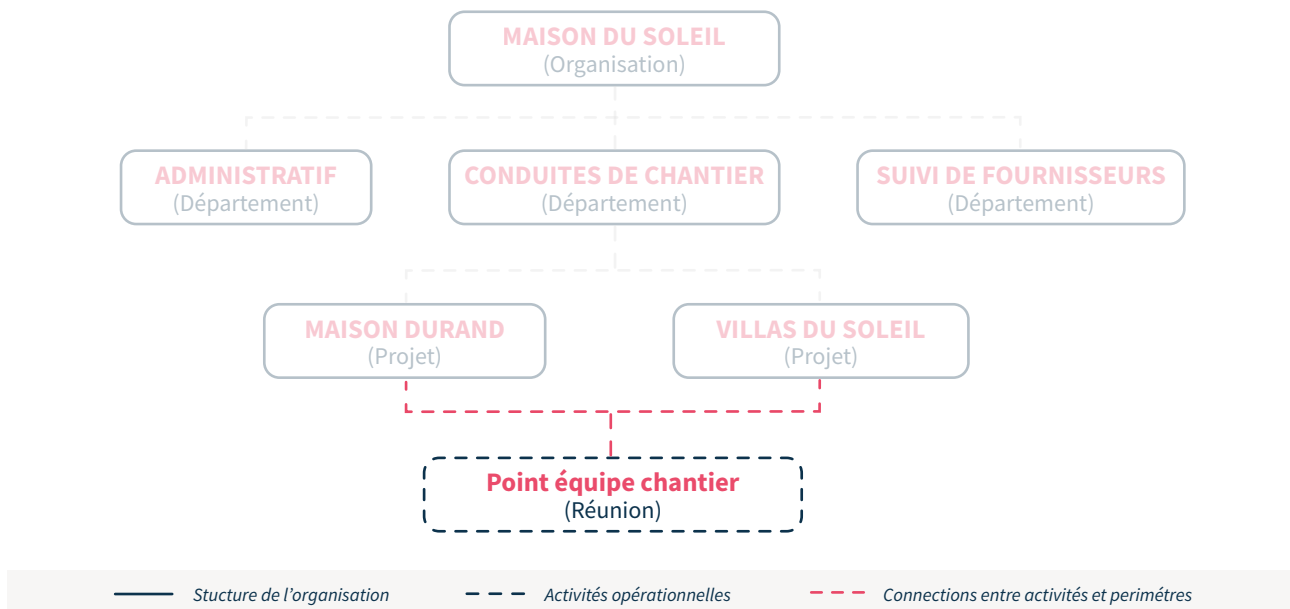 MAISON DU SOLEIL
(Organisation)
ADMINISTRATIF
(Département)
CONDUITES DE CHANTIER
(Département)
SUIVI DE FOURNISSEURS
(Département)
MAISON DURAND
(Projet)
VILLAS DU SOLEIL
(Projet)
Point équipe chantier
(Réunion)
Stucture de l'organisation
Activités opérationnelles
Connections entre activités et perimétres